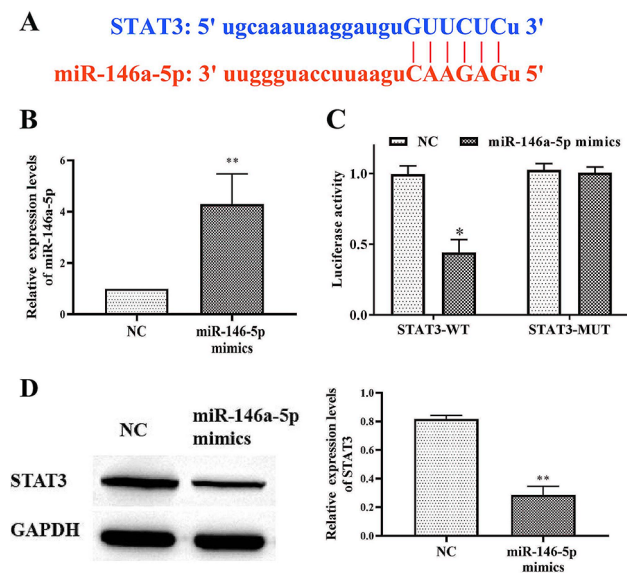 A
STAT3: 5' ugcaaauaaggauguGUUCUCu 3'
miR-146a-5p: 3' uuggguaccuuaaguCAAGAGu 5'
B
Relative expression levels
of miR-146a-5p
6
4
2
0
**
NC
miR-146-5p
mimics
C
NC
miR-146a-5p mimics
Luciferase activity
1.0
0.5
0.0
*
STAT3-WT
STAT3-MUT
D
NC
miR-146a-5p
mimics
STAT3
GAPDH
Relative expression levels
of STAT3
1.0
0.8
0.6
0.4
0.2
0.0
**
NC
miR-146-5p
mimics